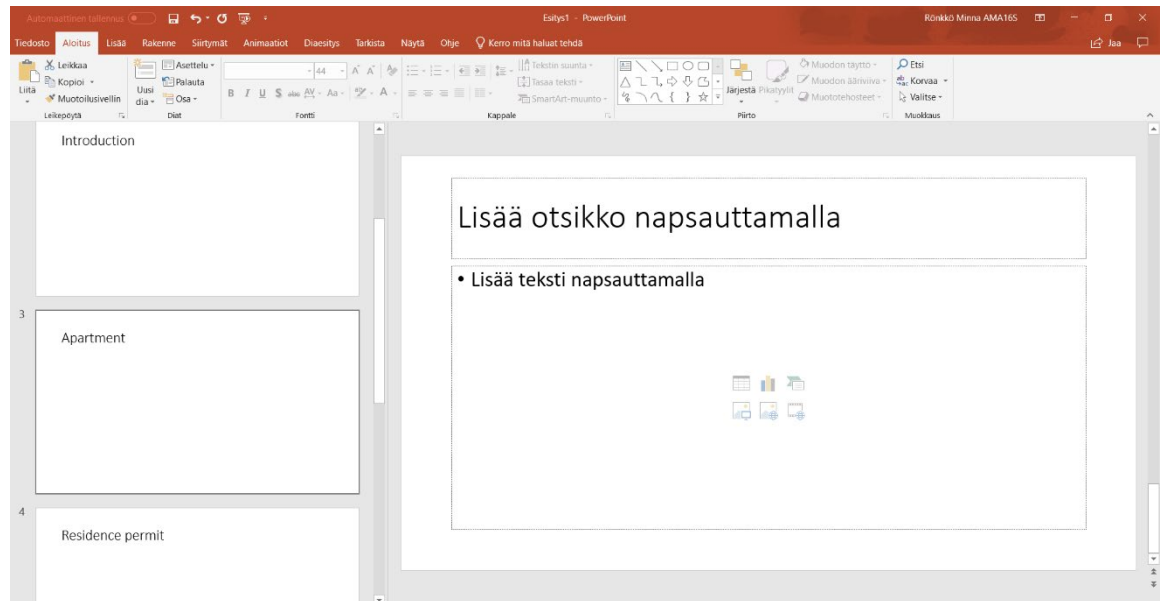 Automaattinen tallennus
Esitys1 - PowerPoint
Rönkkö Minna AMA16S
Tiedosto Aloitus Lisää Rakenne Siirtymät Animaatiot Diaesitys Tarkista Näytä Ohje Kerro mitä haluat tehdä Jaa
Liitä
Leikkaa
Kopioi
Muotoilusivellin
Leikepöytä
Uusi dia
Asettelu
Palauta
Osa
Diat
44
B I U S abc AV Aa A
Fontti
Tekstin suunta
Tasaa teksti
SmartArt-muunto
Kappale
Järjestä
Pikatyylit
Muodon täyttö
Muodon ääriviiva
Muototehosteet
Piirto
Etsi
Korvaa
Valitse
Muokkaus
Introduction
3
Apartment
4
Residence permit
Lisää otsikko napsauttamalla
• Lisää teksti napsauttamalla